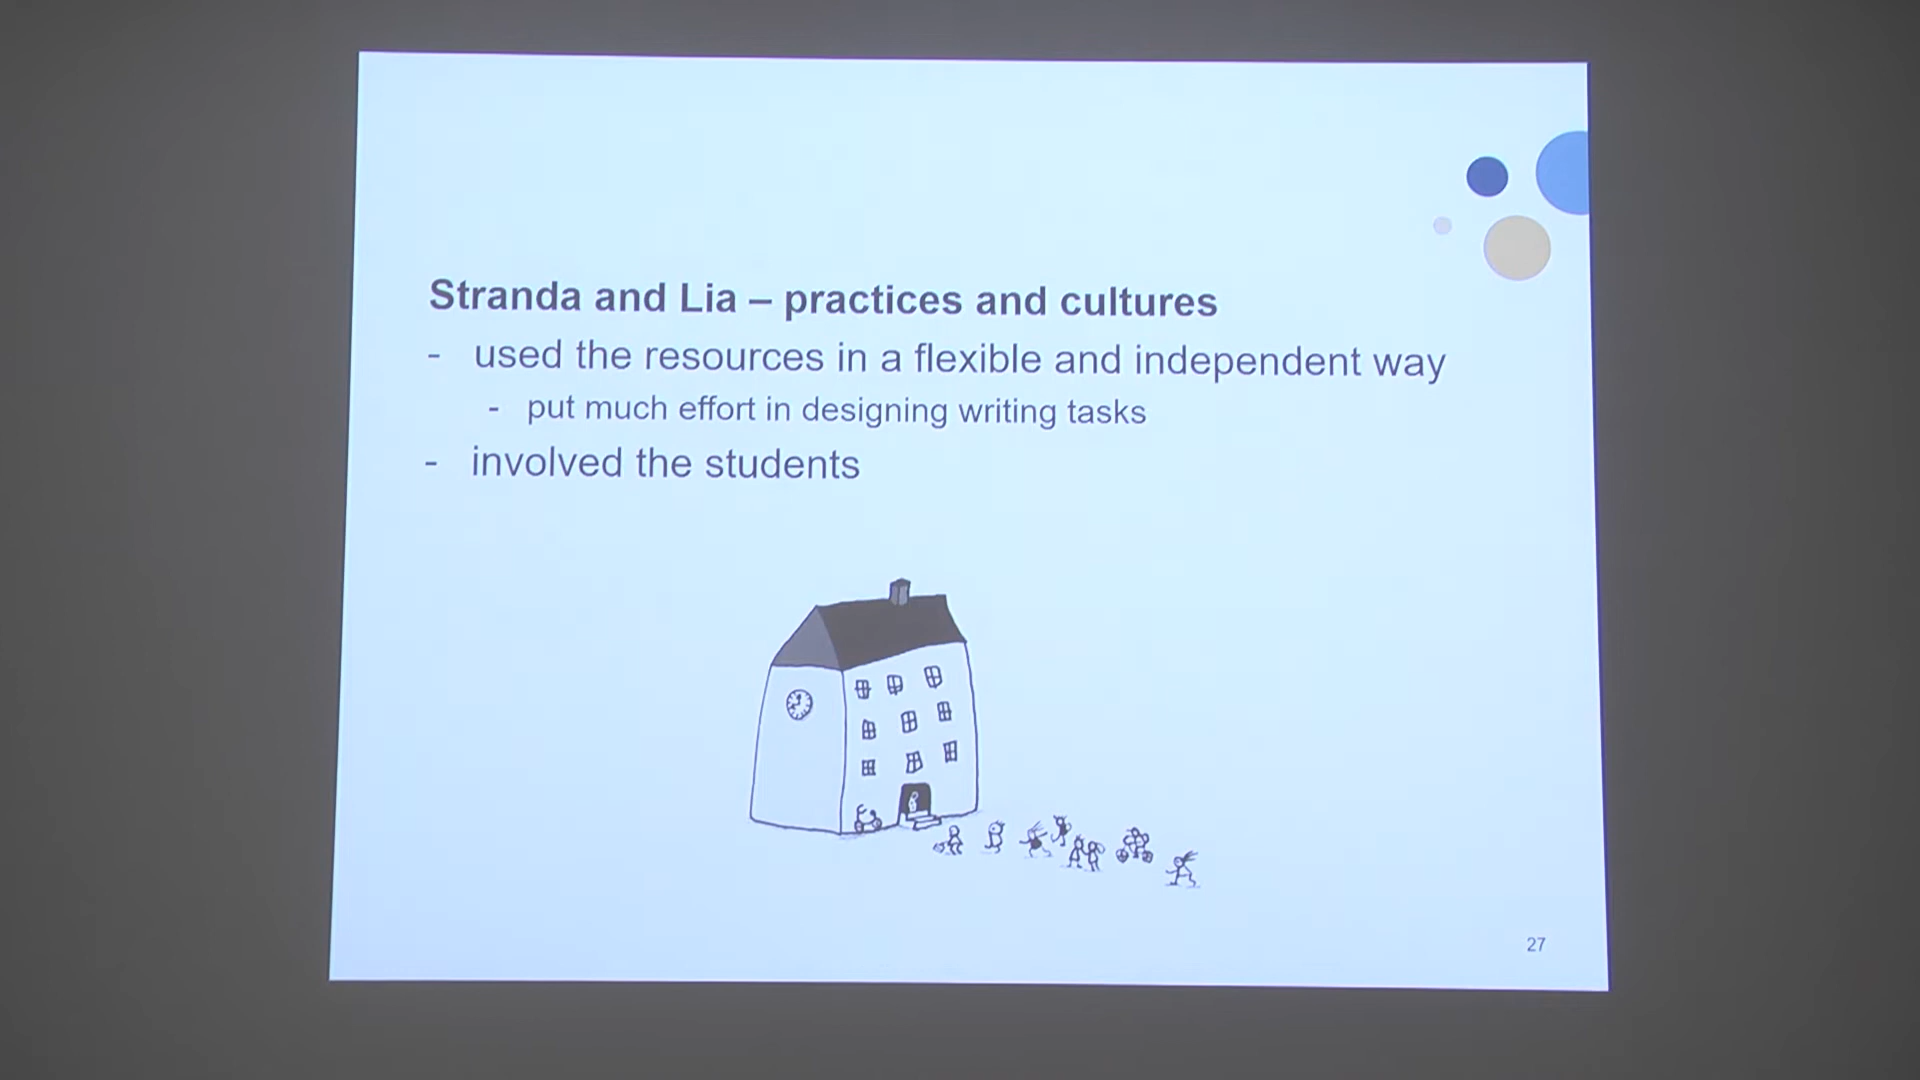 Stranda and Lia – practices and cultures
- used the resources in a flexible and independent way
- put much effort in designing writing tasks
- involved the students
27